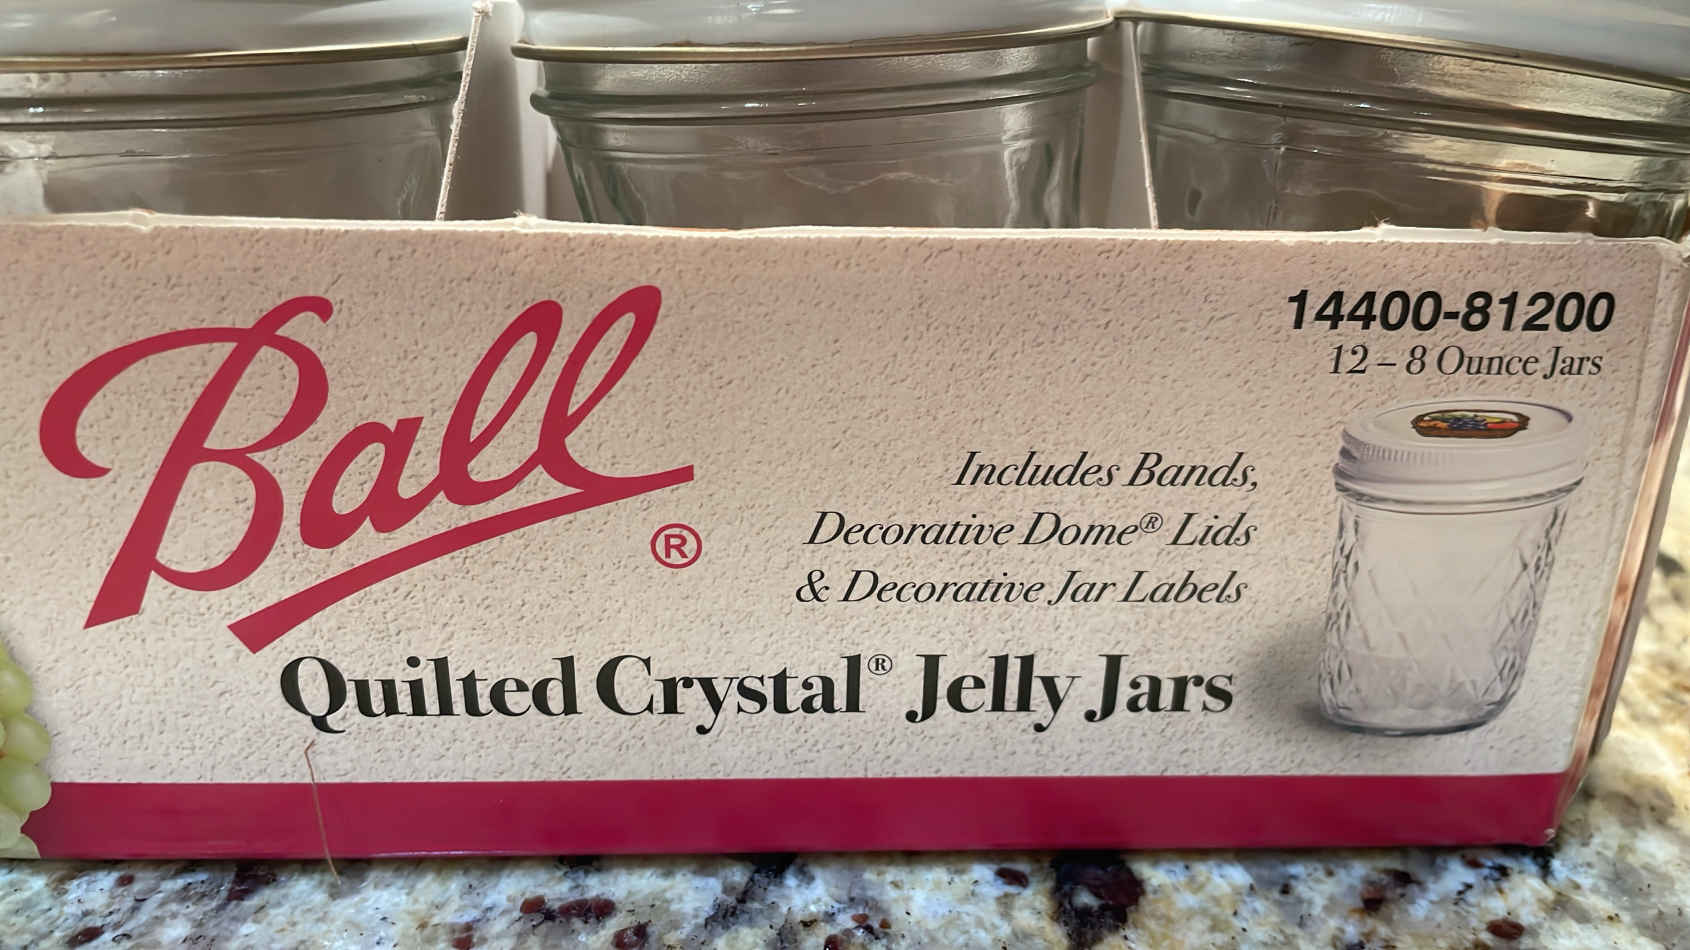 Ball
®
14400-81200
12 – 8 Ounce Jars
Includes Bands,
Decorative Dome® Lids
& Decorative Jar Labels
Quilted Crystal® Jelly Jars